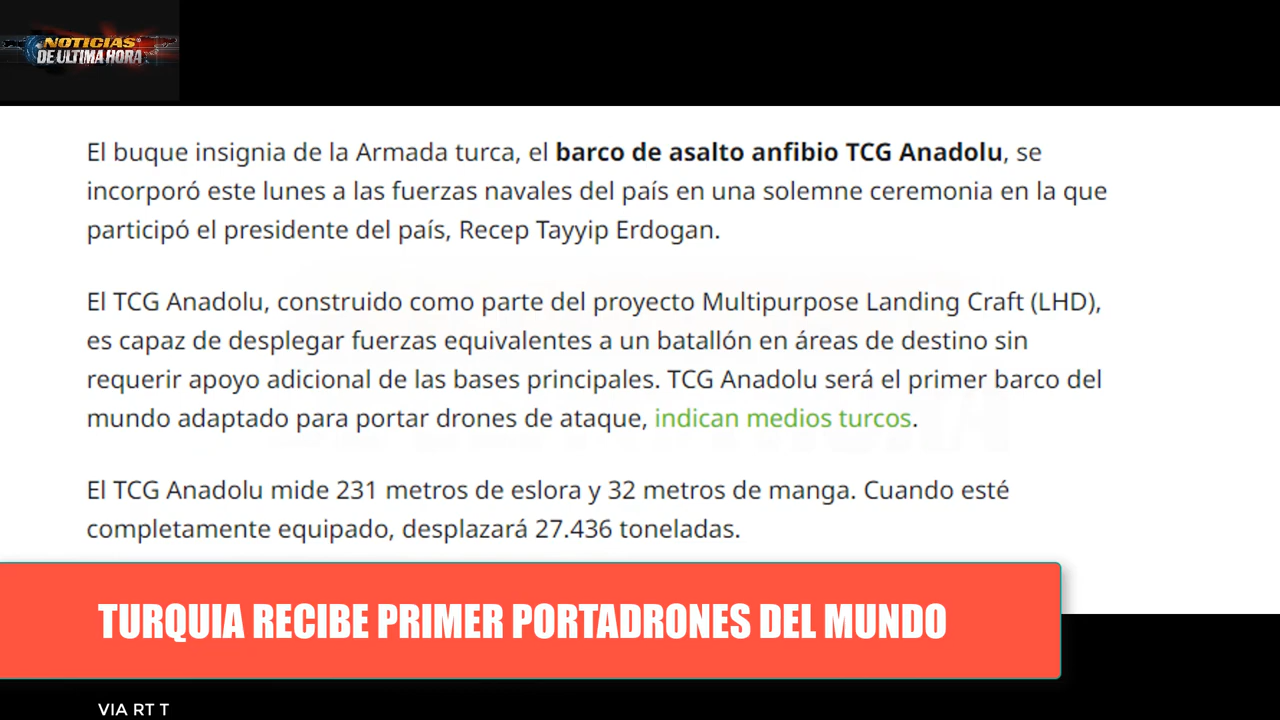 NOTICIAS
DE ULTIMA HORA
El buque insignia de la Armada turca, el barco de asalto anfibio TCG Anadolu, se
incorporó este lunes a las fuerzas navales del país en una solemne ceremonia en la que
participó el presidente del país, Recep Tayyip Erdogan.
El TCG Anadolu, construido como parte del proyecto Multipurpose Landing Craft (LHD),
es capaz de desplegar fuerzas equivalentes a un batallón en áreas de destino sin
requerir apoyo adicional de las bases principales. TCG Anadolu será el primer barco del
mundo adaptado para portar drones de ataque, indican medios turcos.
El TCG Anadolu mide 231 metros de eslora y 32 metros de manga. Cuando esté
completamente equipado, desplazará 27.436 toneladas.
TURQUIA RECIBE PRIMER PORTADRONES DEL MUNDO
VIA RT T